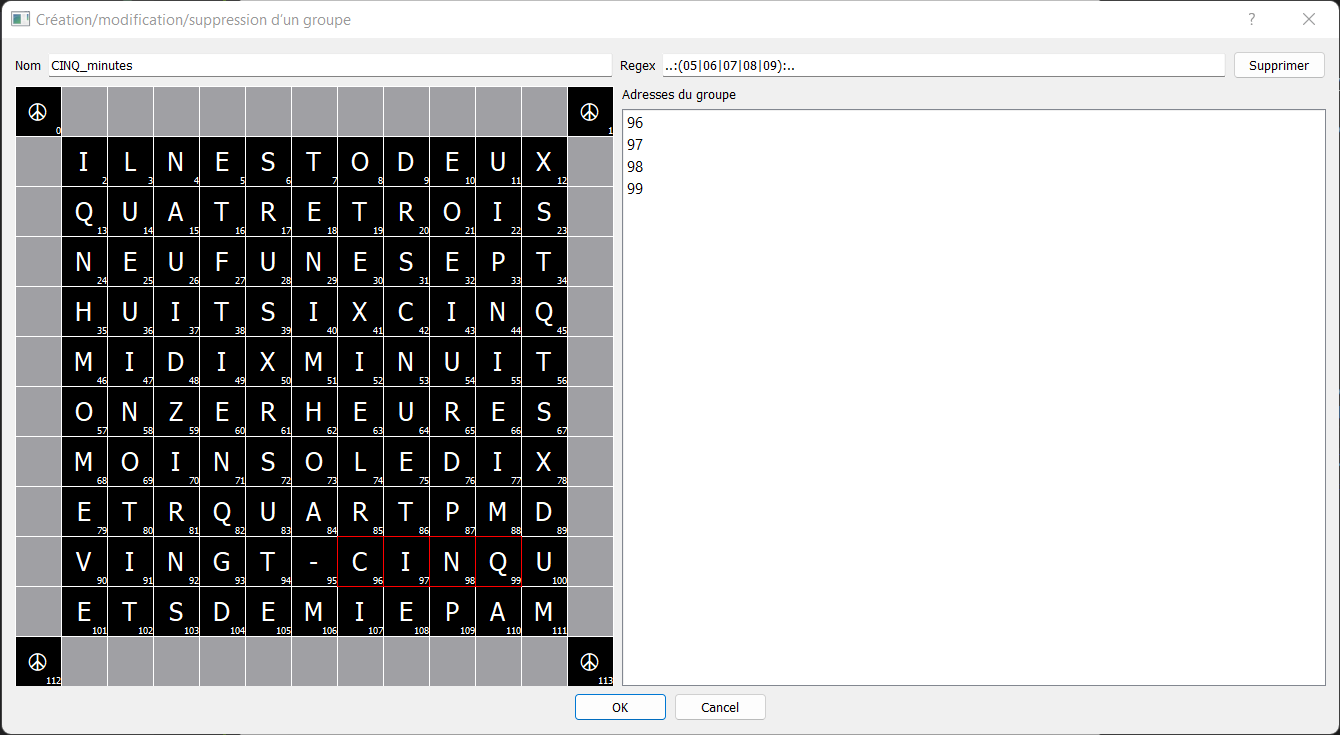 Création/modification/suppression d'un groupe ?
Nom CINQ_minutes Regex ..:(05|06|07|08|09):.. Supprimer
Adresses du groupe
☮ ☮
0 1
I L N E S T O D E U X
2 3 4 5 6 7 8 9 10 11 12
Q U A T R E T R O I S
13 14 15 16 17 18 19 20 21 22 23
N E U F U N E S E P T
24 25 26 27 28 29 30 31 32 33 34
H U I T S I X C I N Q
35 36 37 38 39 40 41 42 43 44 45
M I D I X M I N U I T
46 47 48 49 50 51 52 53 54 55 56
O N Z E R H E U R E S
57 58 59 60 61 62 63 64 65 66 67
M O I N S O L E D I X
68 69 70 71 72 73 74 75 76 77 78
E T R Q U A R T P M D
79 80 81 82 83 84 85 86 87 88 89
V I N G T - C I N Q U
90 91 92 93 94 95 96 97 98 99 100
E T S D E M I E P A M
101 102 103 104 105 106 107 108 109 110 111
☮ ☮
112 113
96
97
98
99
OK Cancel